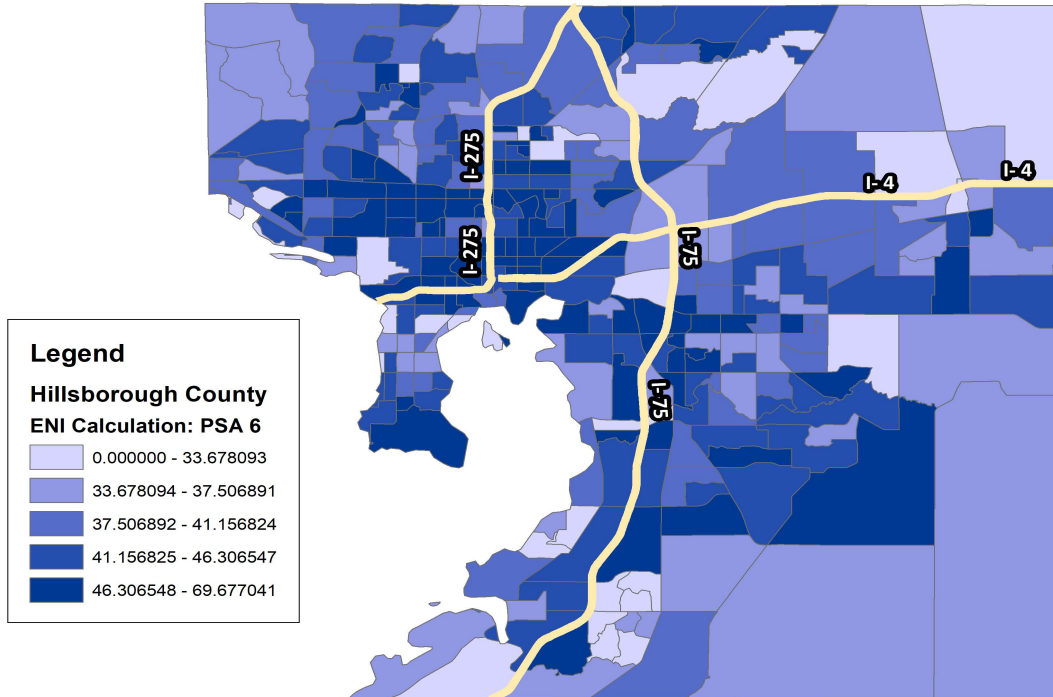 I-275
I-4
I-4
I-275
I-75
I-75
Legend
Hillsborough County
ENI Calculation: PSA 6
0.000000 - 33.678093
33.678094 - 37.506891
37.506892 - 41.156824
41.156825 - 46.306547
46.306548 - 69.677041